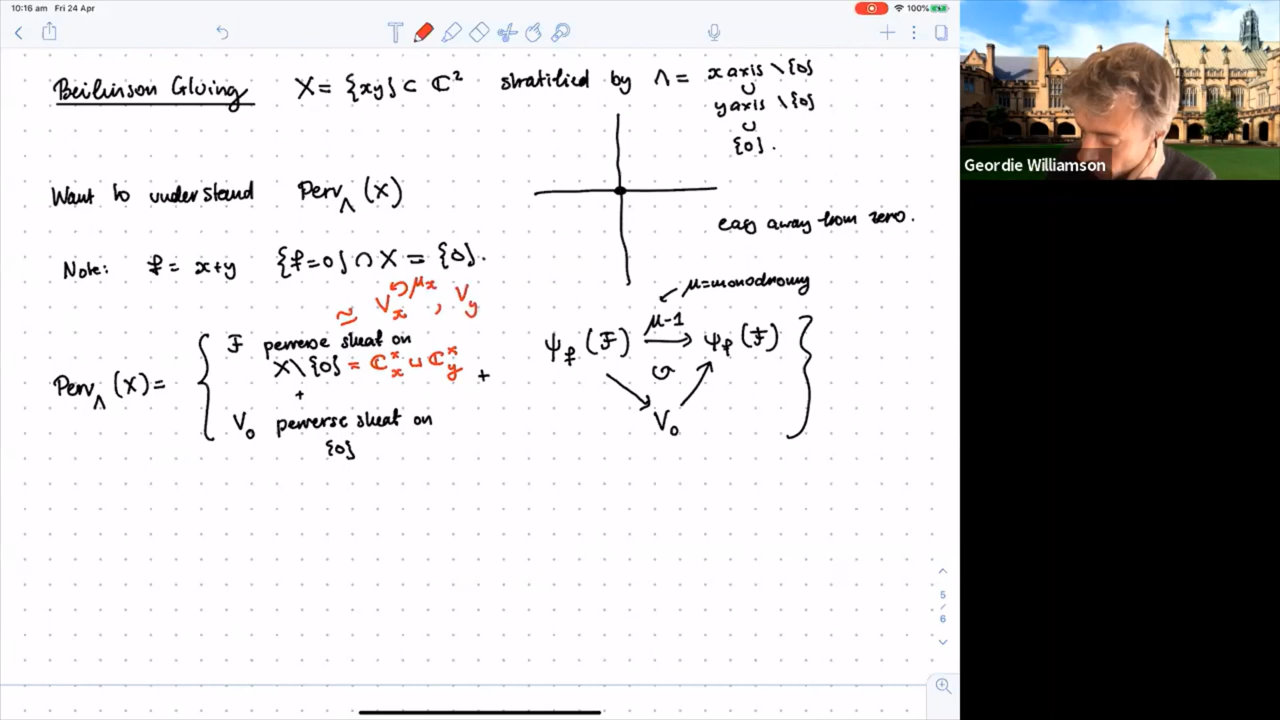 10:16 am Fri 24 Apr
100%
Beilinson Gluing X = {xy} ⊂ ℂ² stratified by Λ = x axis \ {0}
∪
y axis \ {0}
∪
{0}.
Want to understand Perv_Λ (X)
easy away from zero.
Note: f = x+y {f=0} ∩ X = {0}.
≃ V_x ↺ μ_x , V_y
μ = monodromy
Perv_Λ (X) = { F perverse sheaf on
X \ {0} = ℂ_x^× ⊔ ℂ_y^×
+
V_0 perverse sheaf on
{0}
+
ψ_f (F) μ-1 → ψ_f (F)
↺
V_0 }
Geordie Williamson
5
/
6